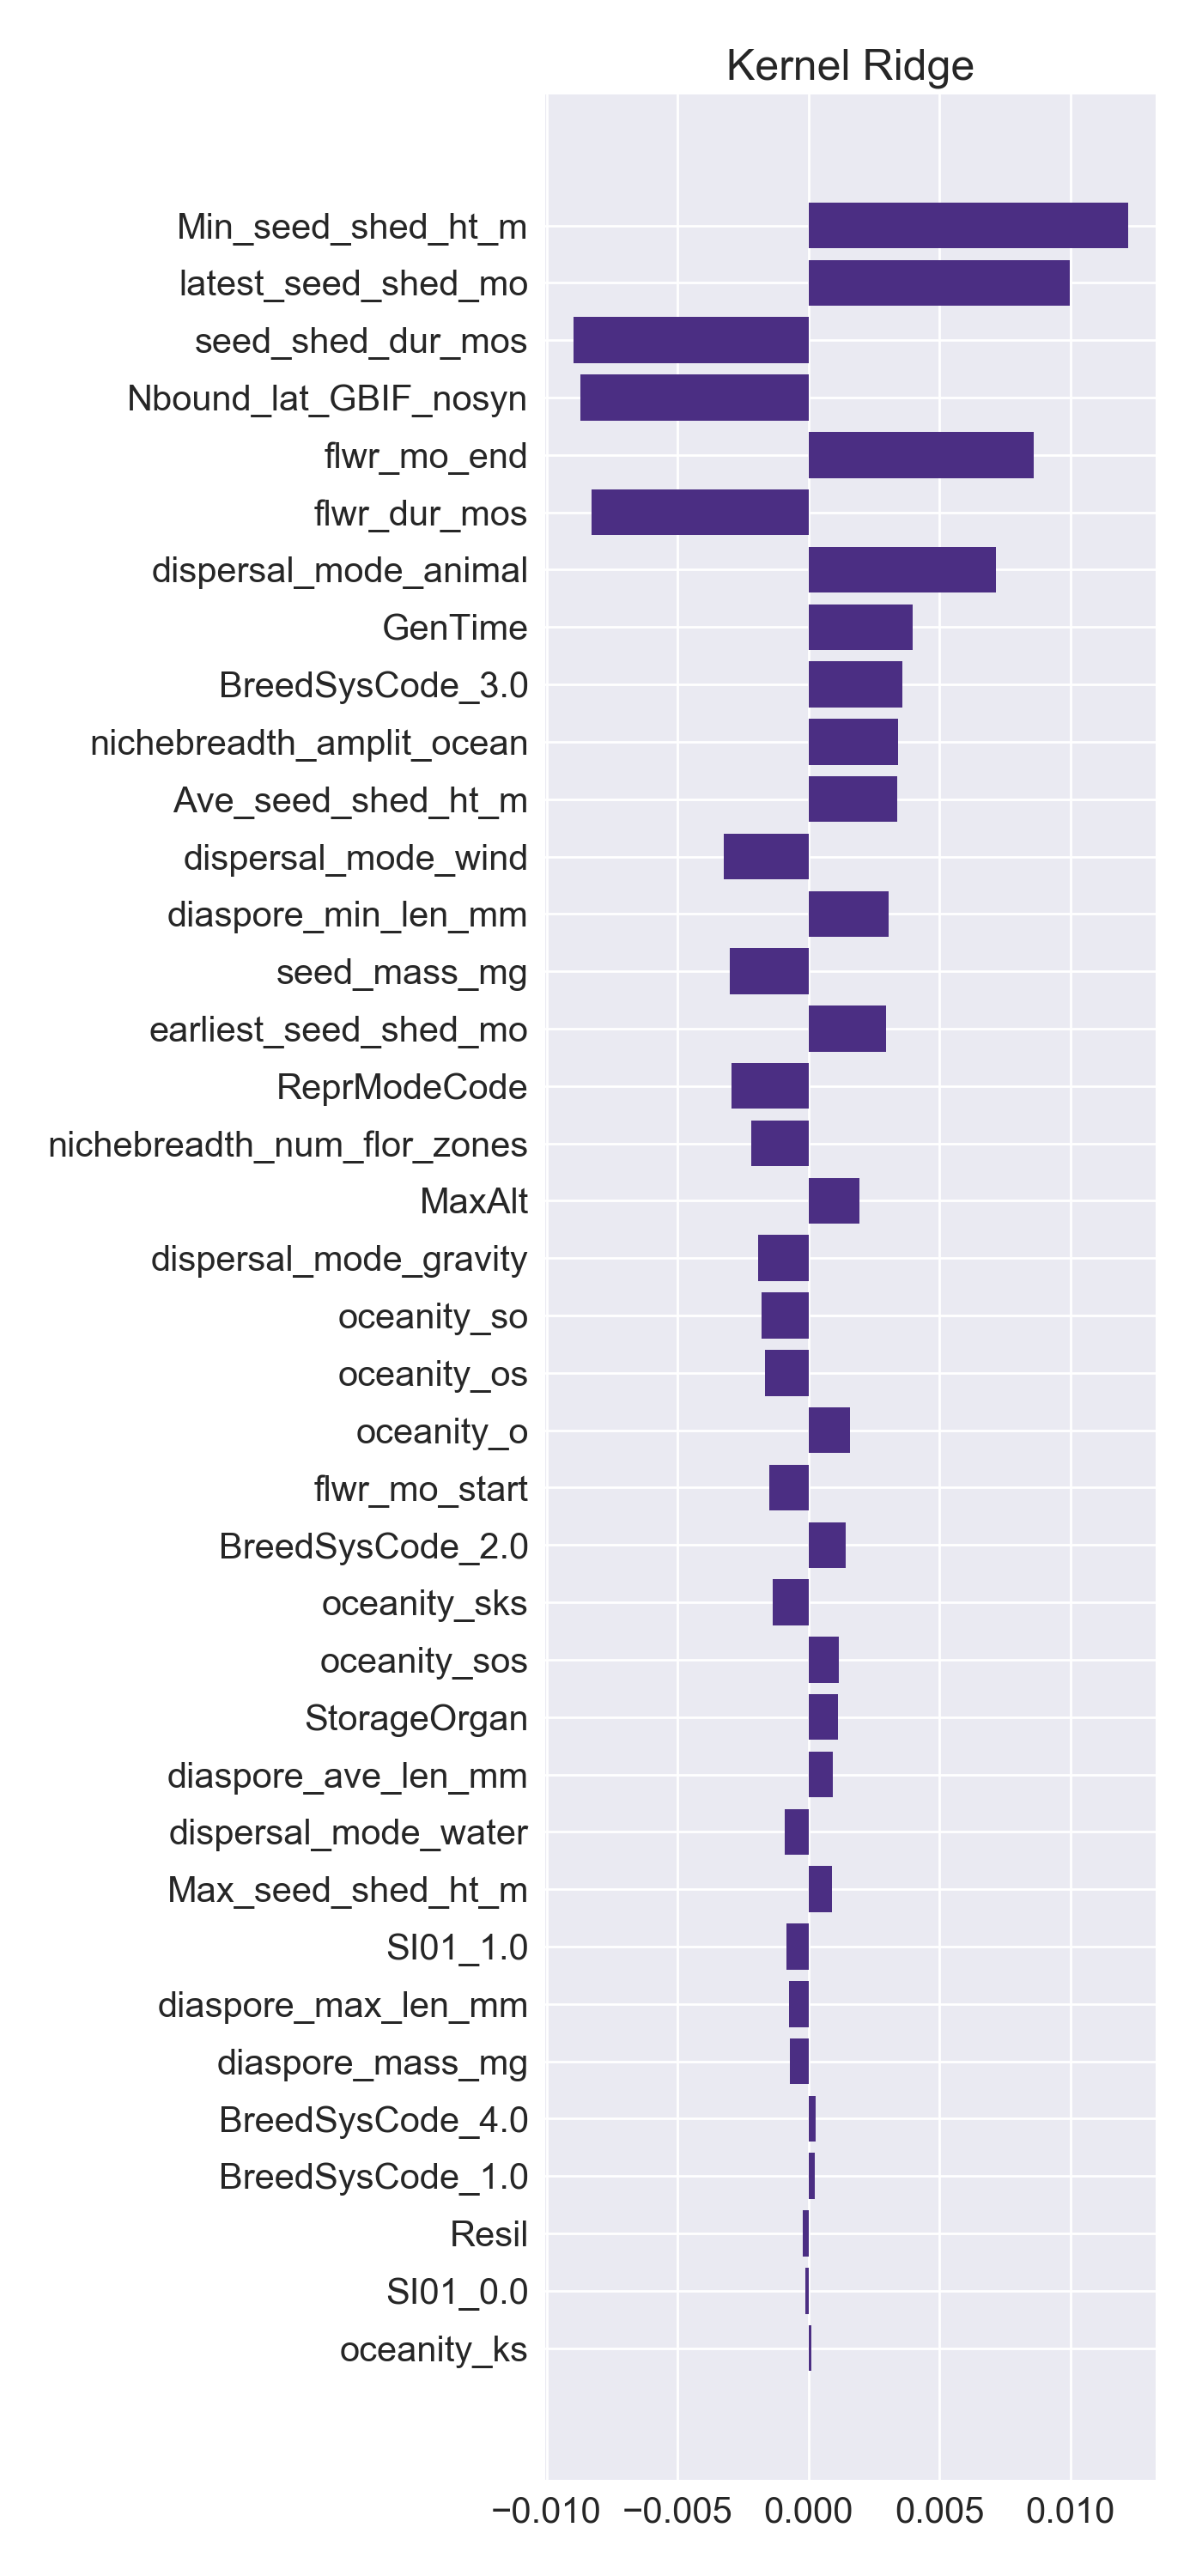 Kernel Ridge
Min_seed_shed_ht_m
latest_seed_shed_mo
seed_shed_dur_mos
Nbound_lat_GBIF_nosyn
flwr_mo_end
flwr_dur_mos
dispersal_mode_animal
GenTime
BreedSysCode_3.0
nichebreadth_amplit_ocean
Ave_seed_shed_ht_m
dispersal_mode_wind
diaspore_min_len_mm
seed_mass_mg
earliest_seed_shed_mo
ReprModeCode
nichebreadth_num_flor_zones
MaxAlt
dispersal_mode_gravity
oceanity_so
oceanity_os
oceanity_o
flwr_mo_start
BreedSysCode_2.0
oceanity_sks
oceanity_sos
StorageOrgan
diaspore_ave_len_mm
dispersal_mode_water
Max_seed_shed_ht_m
SI01_1.0
diaspore_max_len_mm
diaspore_mass_mg
BreedSysCode_4.0
BreedSysCode_1.0
Resil
SI01_0.0
oceanity_ks
−0.010 −0.005 0.000 0.005 0.010